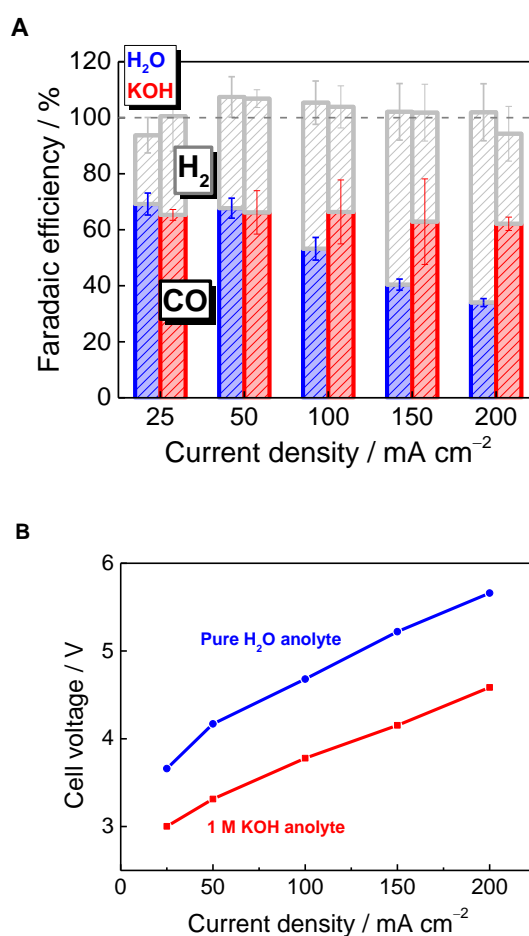 A
H₂O
KOH
120
100
80
60
40
20
0
H₂
CO
Faradaic efficiency / %
25 50 100 150 200
Current density / mA cm⁻²
B
6
5
4
3
Pure H₂O anolyte
1 M KOH anolyte
Cell voltage / V
0 50 100 150 200
Current density / mA cm⁻²